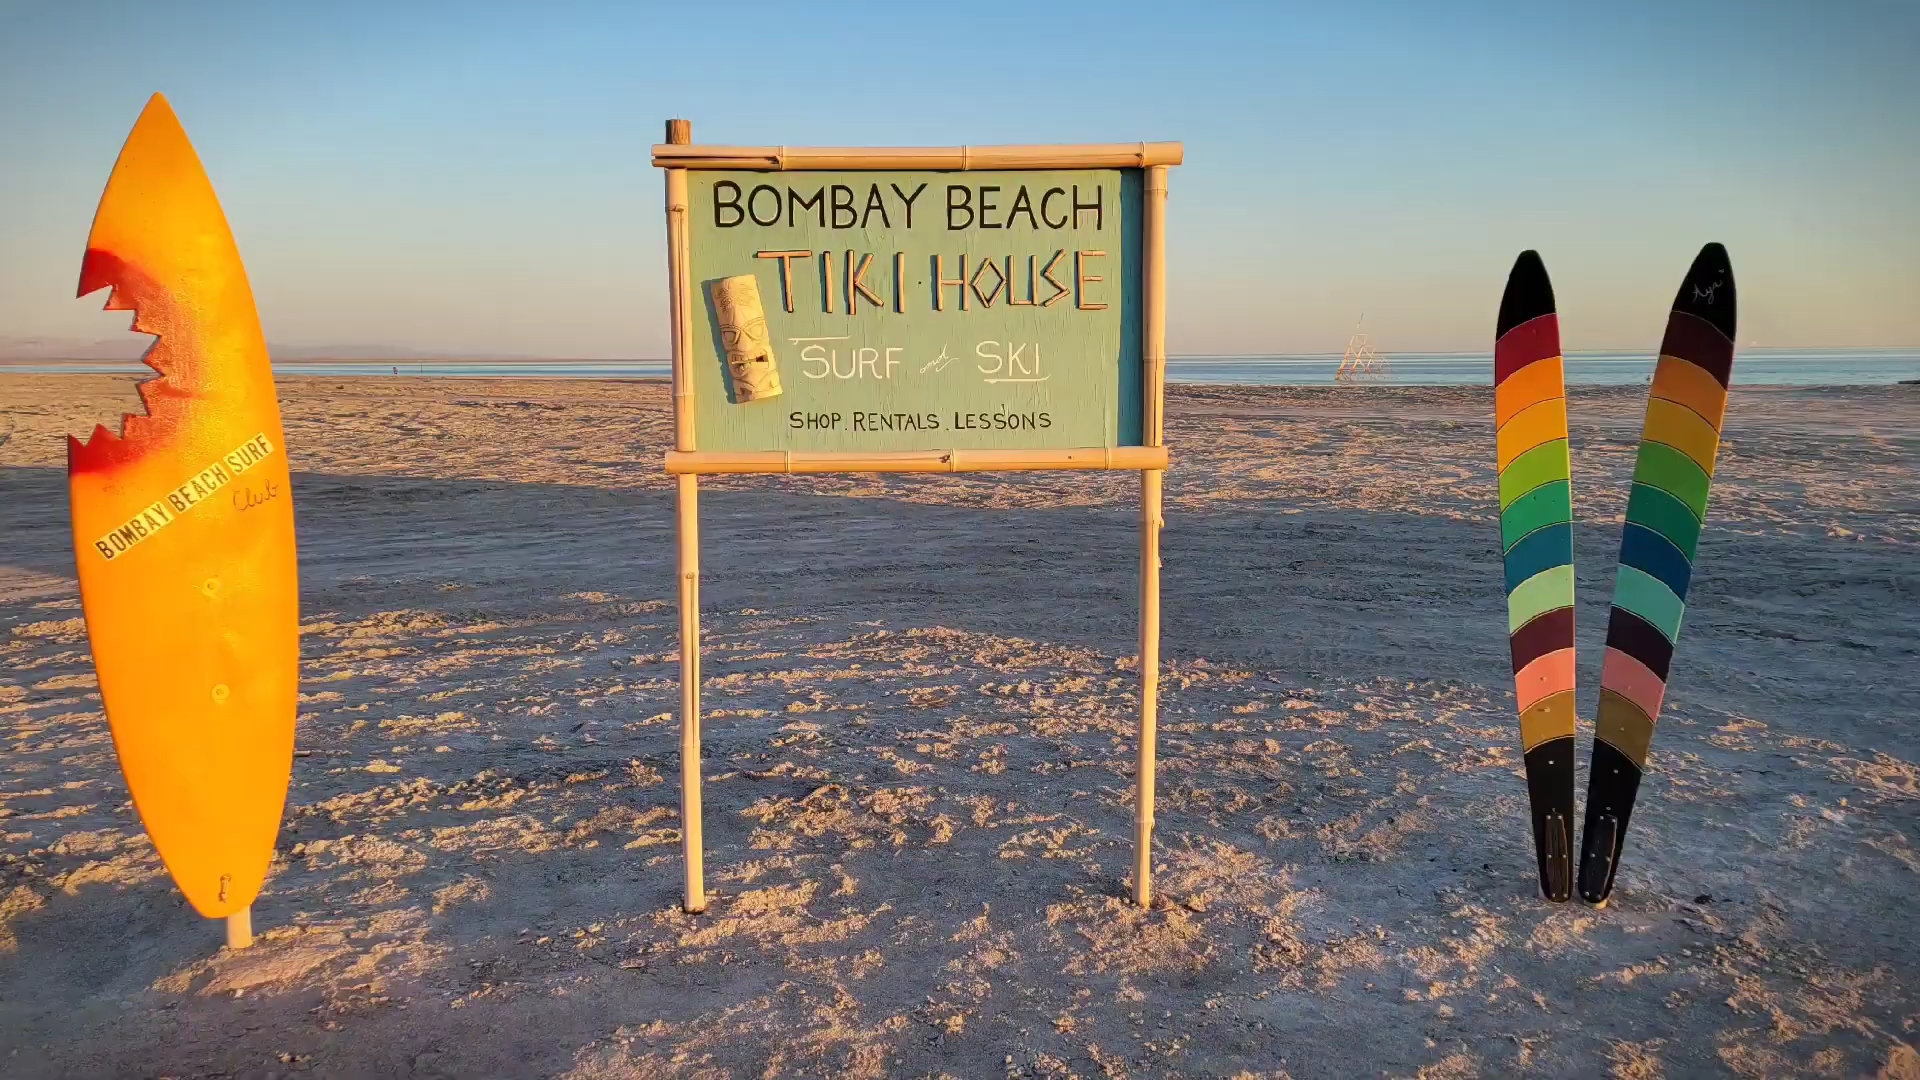 BOMBAY BEACH SURF
Club
BOMBAY BEACH
TIKI HOUSE
SURF and SKI
SHOP. RENTALS. LESSONS